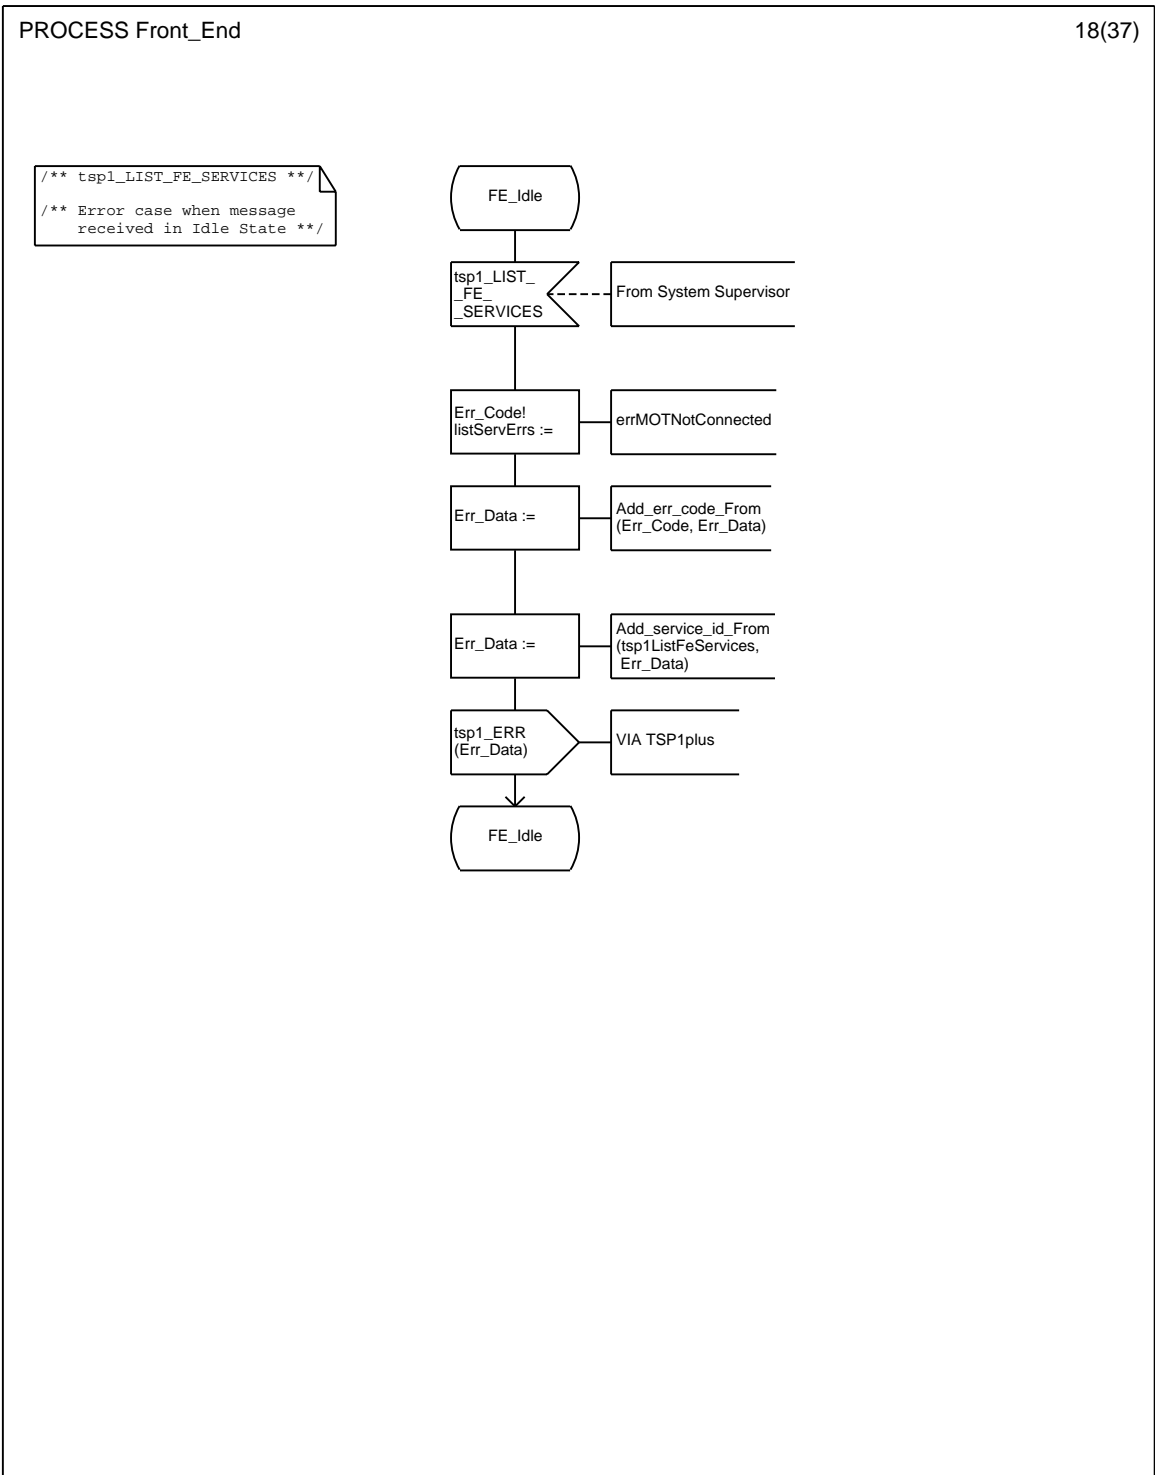 PROCESS Front_End
18(37)
/** tsp1_LIST_FE_SERVICES **/
/** Error case when message
received in Idle State **/
FE_Idle
tsp1_LIST_
_FE_
_SERVICES
From System Supervisor
Err_Code!
listServErrs :=
errMOTNotConnected
Err_Data :=
Add_err_code_From
(Err_Code, Err_Data)
Err_Data :=
Add_service_id_From
(tsp1ListFeServices,
Err_Data)
tsp1_ERR
(Err_Data)
VIA TSP1plus
FE_Idle